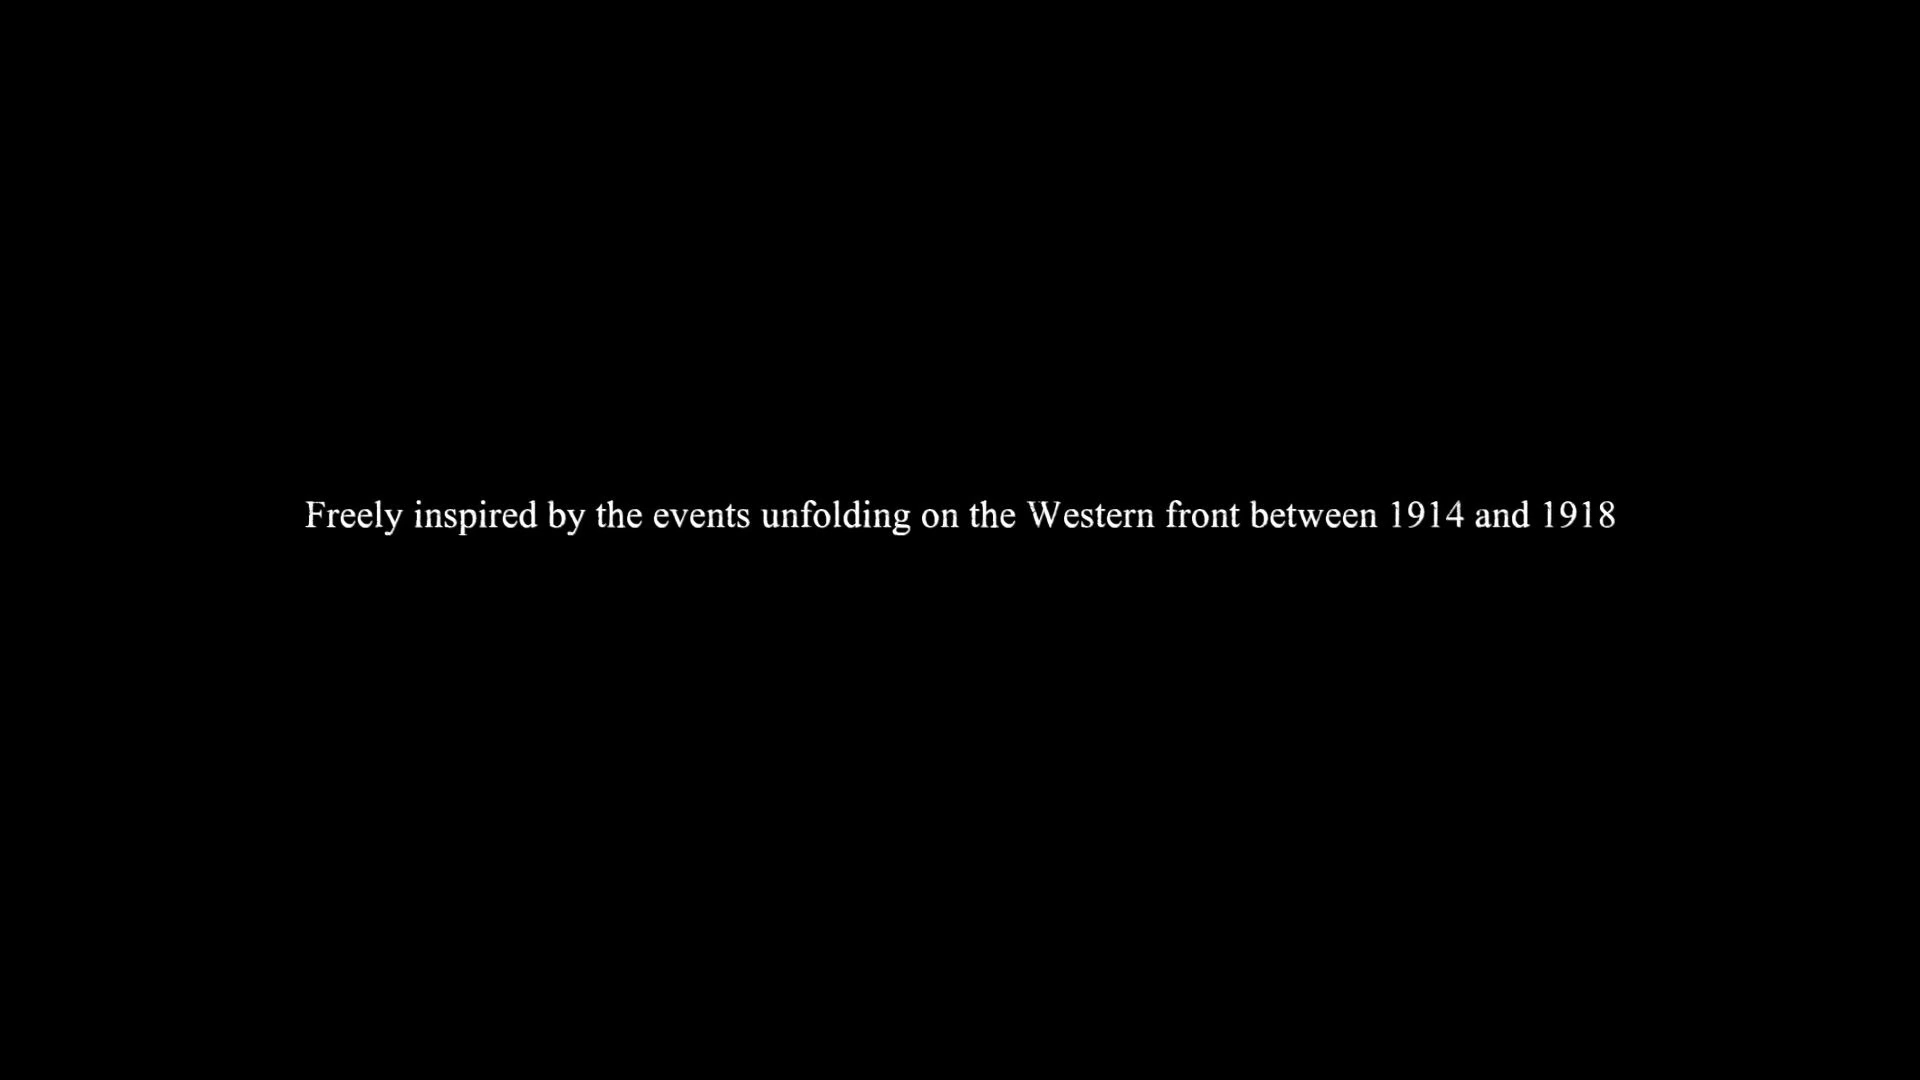 Freely inspired by the events unfolding on the Western front between 1914 and 1918